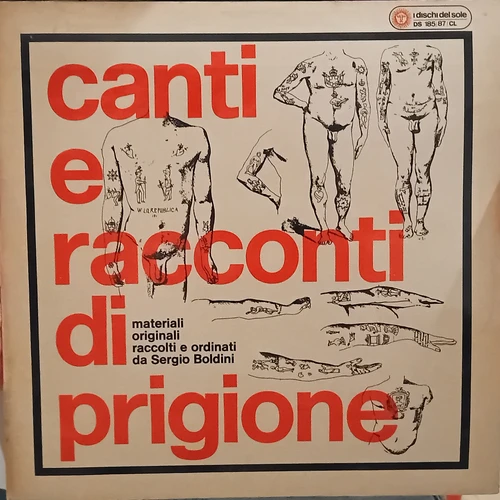 i dischi del sole
DS 185/87/CL
canti
e
racconti
di
materiali
originali
raccolti e ordinati
da Sergio Boldini
prigione
W LA REPUBLICA